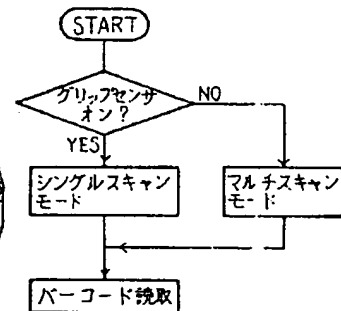 START
グリップセンサ
オン?
NO
YES
シングルスキャン
モード
マルチスキャン
モード
バーコード読取